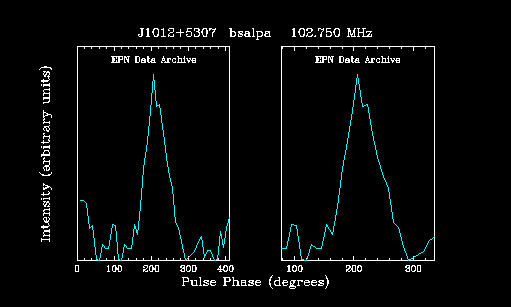 J1012+5307 bsalpa 102.750 MHz
EPN Data Archive EPN Data Archive
Intensity (arbitrary units)
0 100 200 300 400 100 200 300
Pulse Phase (degrees)